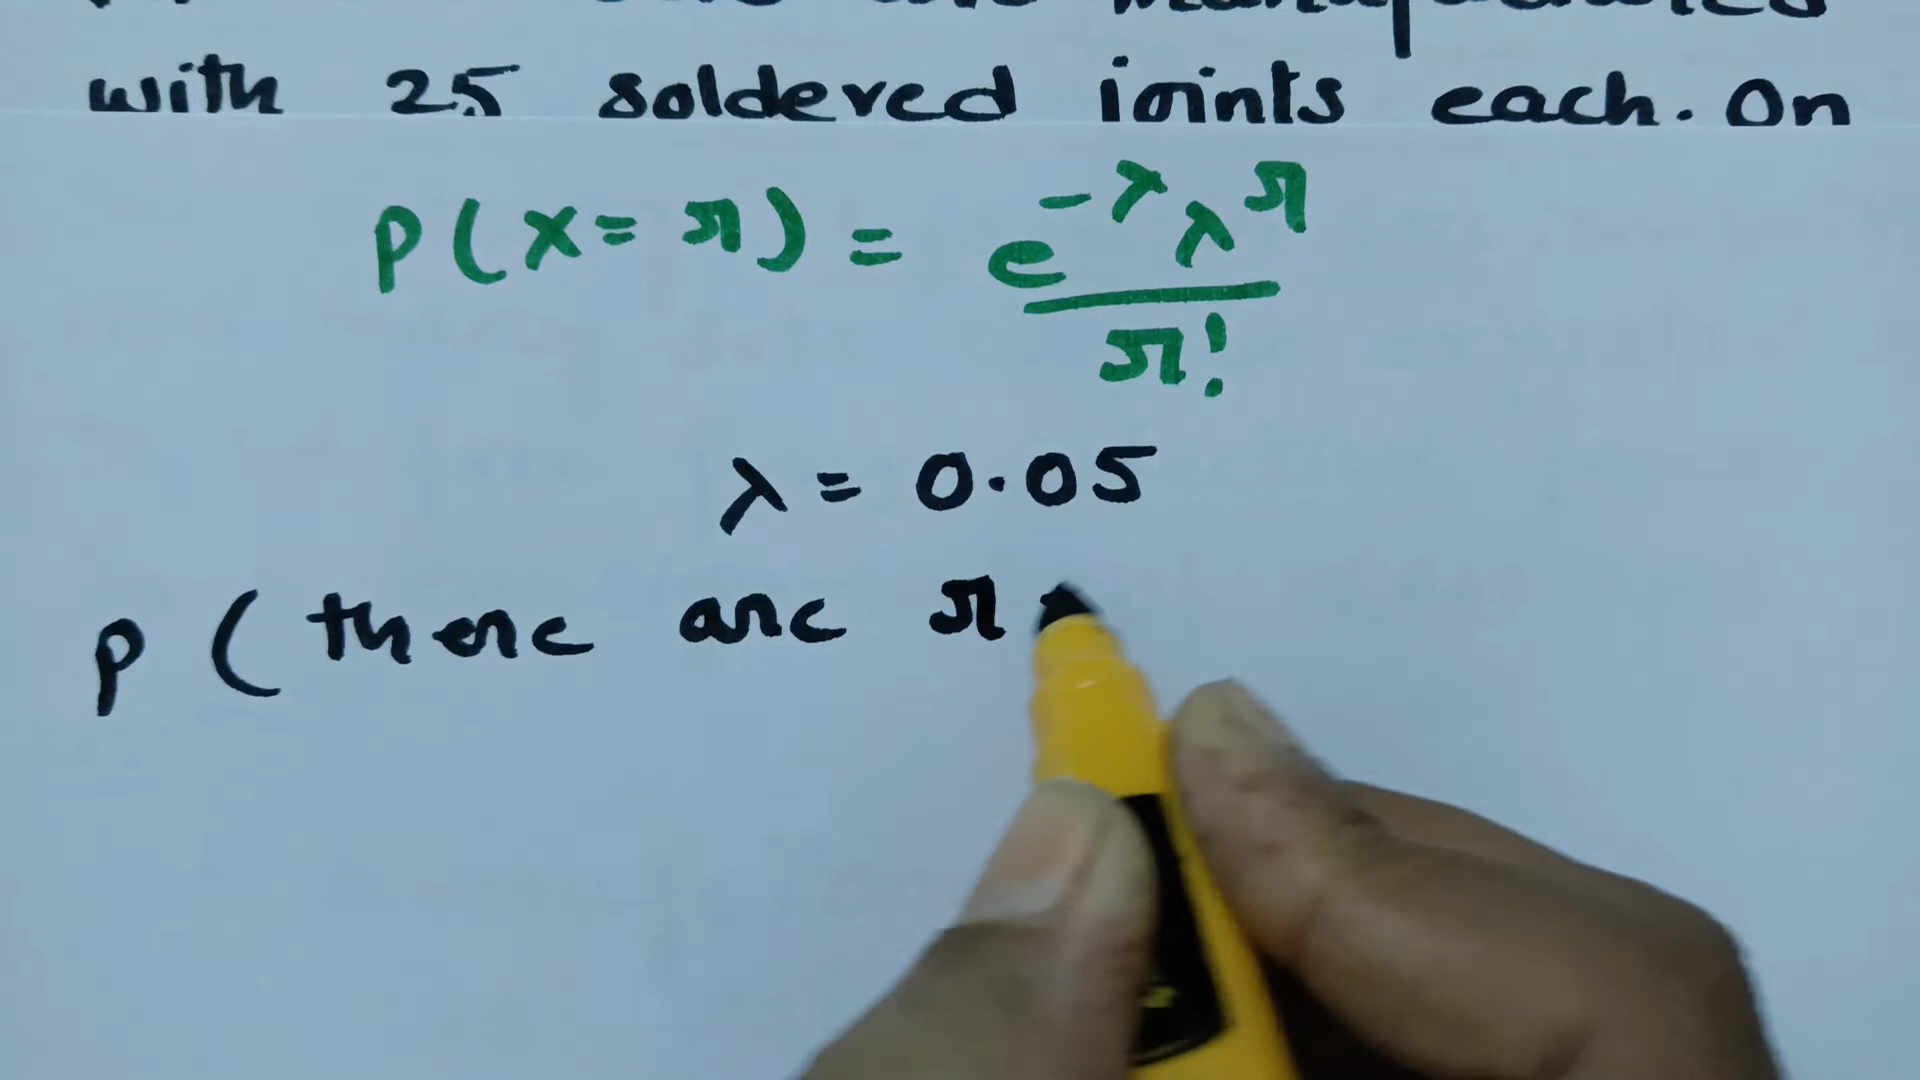 with 25 soldered joints each. On
P(X=r) = e^-λ λ^r / r!
λ = 0.05
P ( there are r